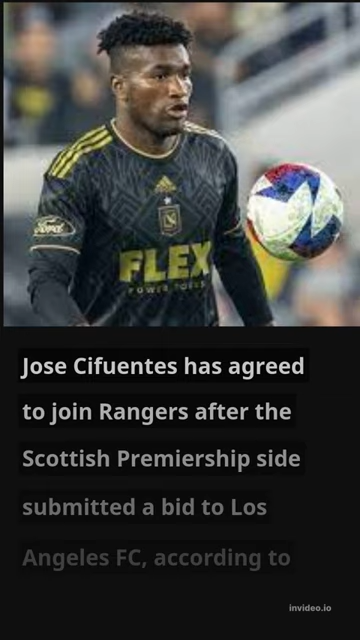 Ford
FLEX
POWER TOOLS
Jose Cifuentes has agreed
to join Rangers after the
Scottish Premiership side
submitted a bid to Los
Angeles FC, according to
invideo.io